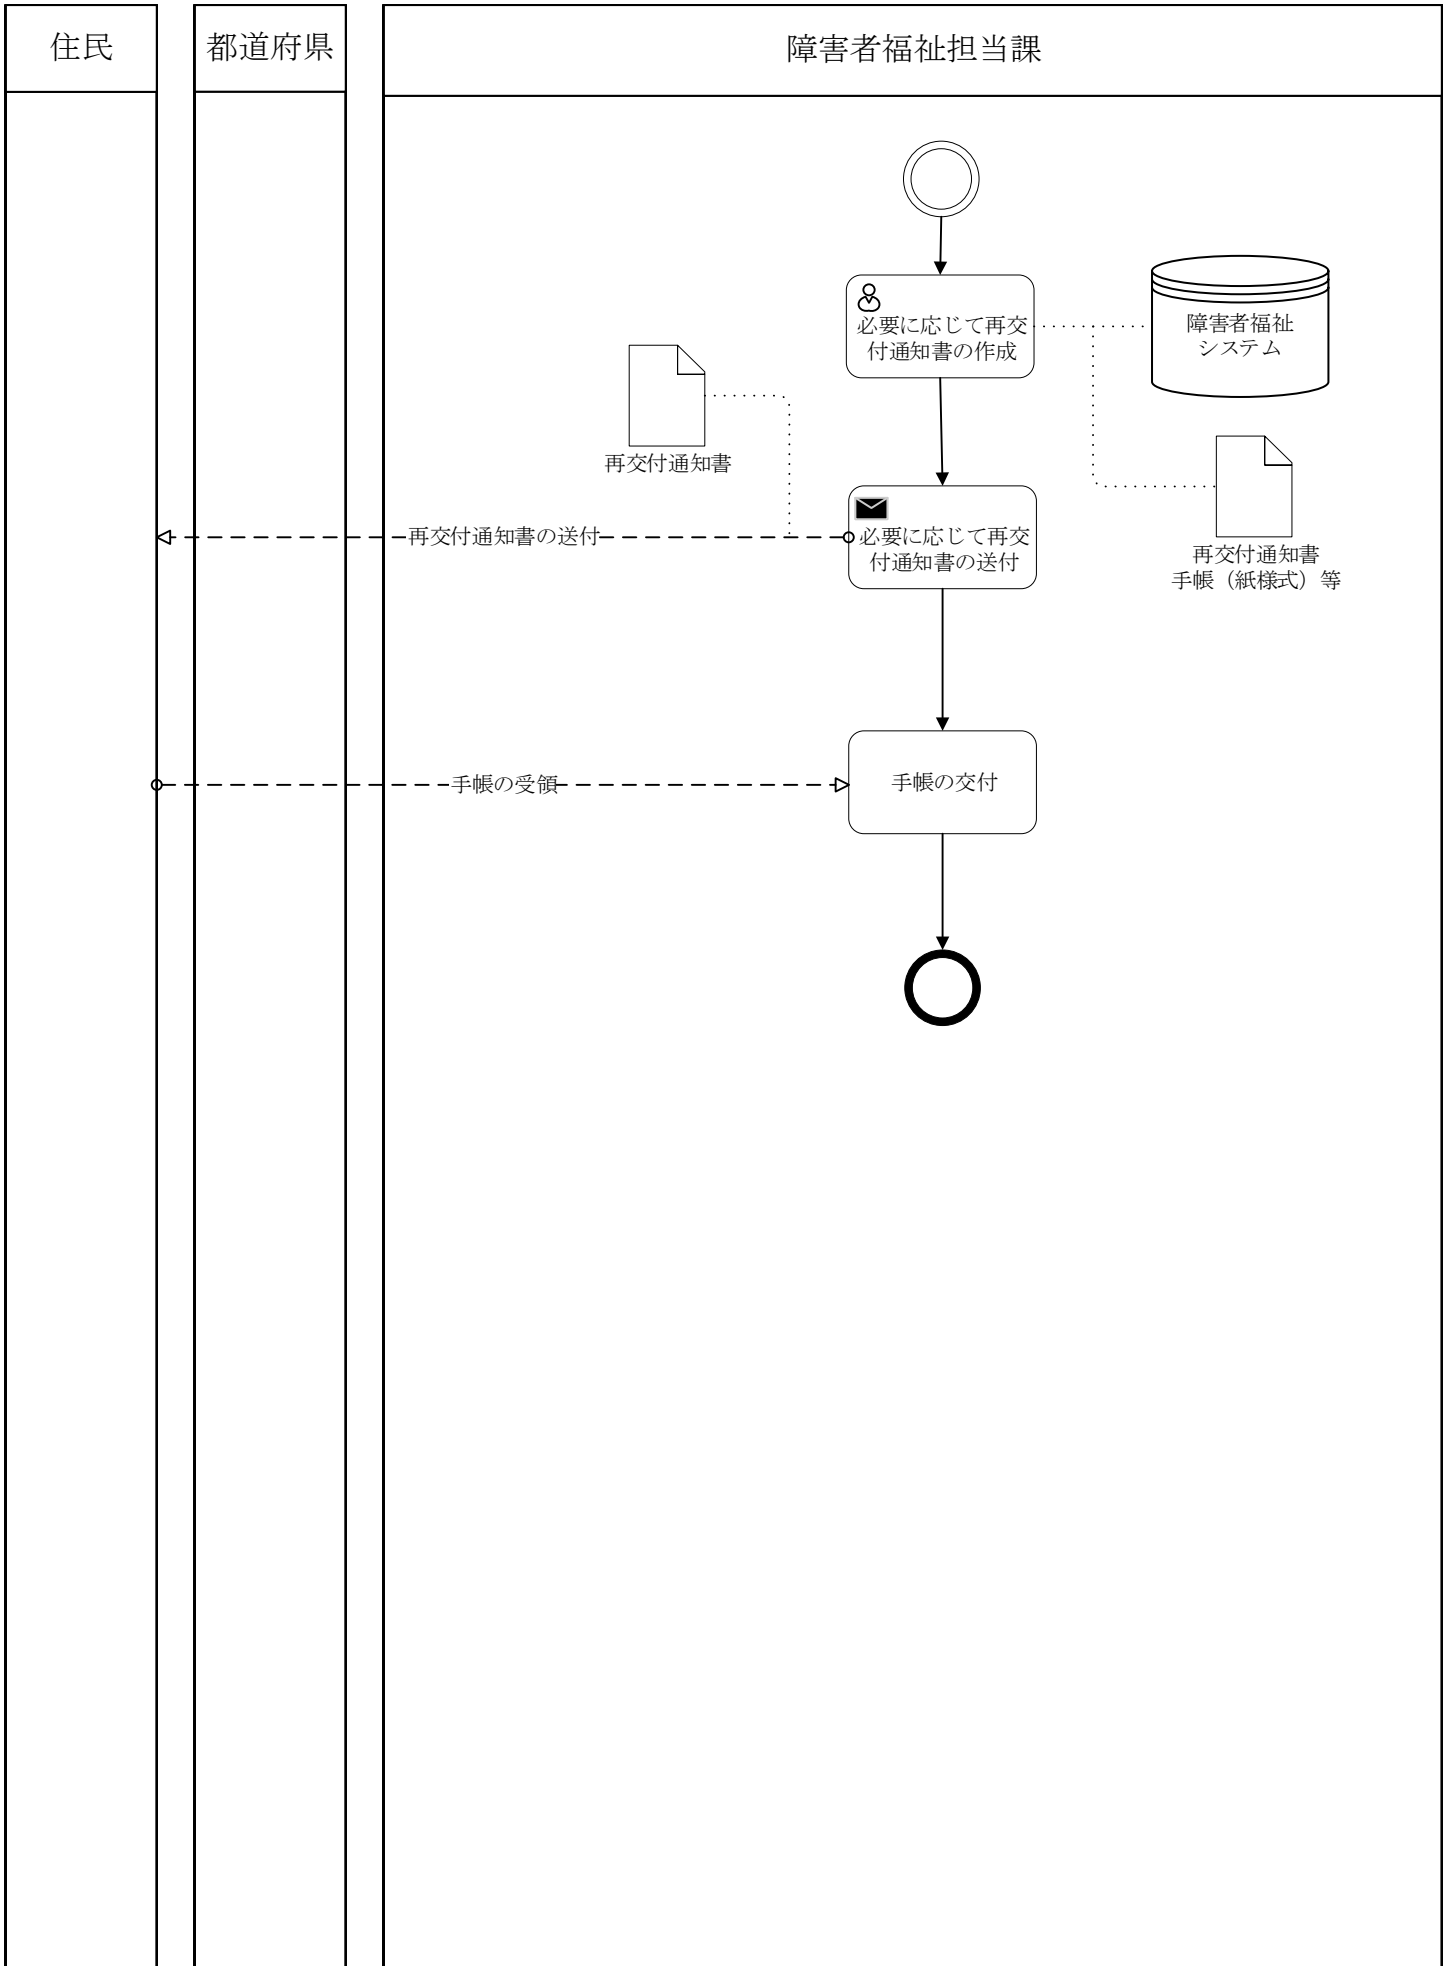 住民
都道府県
障害者福祉担当課
必要に応じて再交
付通知書の作成
障害者福祉
システム
再交付通知書
再交付通知書の送付
必要に応じて再交
付通知書の送付
再交付通知書
手帳（紙様式）等
手帳の受領
手帳の交付